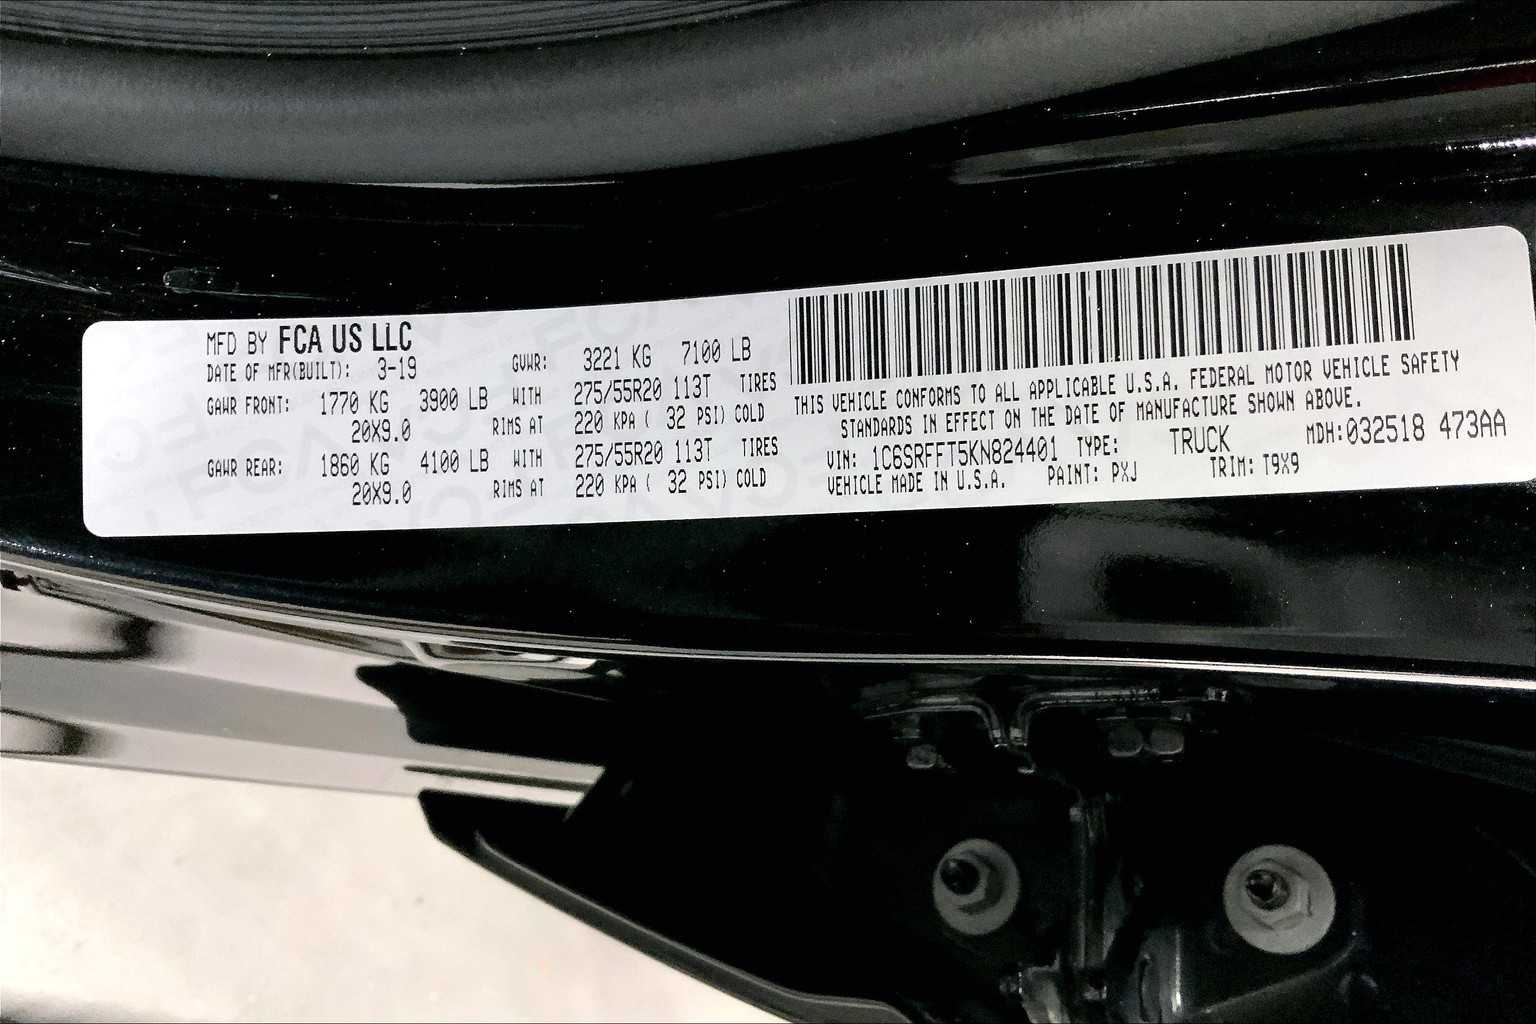 MFD BY FCA US LLC
DATE OF MFR(BUILT): 3-19
GVWR: 3221 KG 7100 LB
GAWR FRONT: 1770 KG 3900 LB WITH 275/55R20 113T TIRES
20X9.0 RIMS AT 220 KPA ( 32 PSI) COLD
GAWR REAR: 1860 KG 4100 LB WITH 275/55R20 113T TIRES
20X9.0 RIMS AT 220 KPA ( 32 PSI) COLD
THIS VEHICLE CONFORMS TO ALL APPLICABLE U.S.A. FEDERAL MOTOR VEHICLE SAFETY
STANDARDS IN EFFECT ON THE DATE OF MANUFACTURE SHOWN ABOVE.
VIN: 1C6SRFFT5KN824401 TYPE: TRUCK MDH:032518 473AA
VEHICLE MADE IN U.S.A. PAINT: PXJ TRIM: T9X9